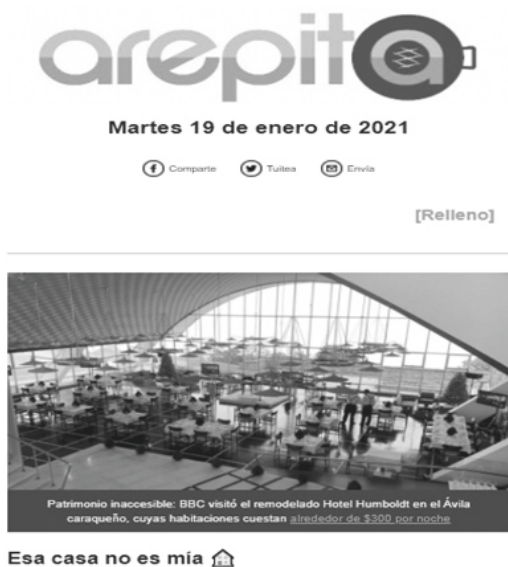 arepita
Martes 19 de enero de 2021
Comparte Tuitea Envía
[Relleno]
Patrimonio inaccesible: BBC visitó el remodelado Hotel Humboldt en el Ávila
caraqueño, cuyas habitaciones cuestan alrededor de $300 por noche
Esa casa no es mía